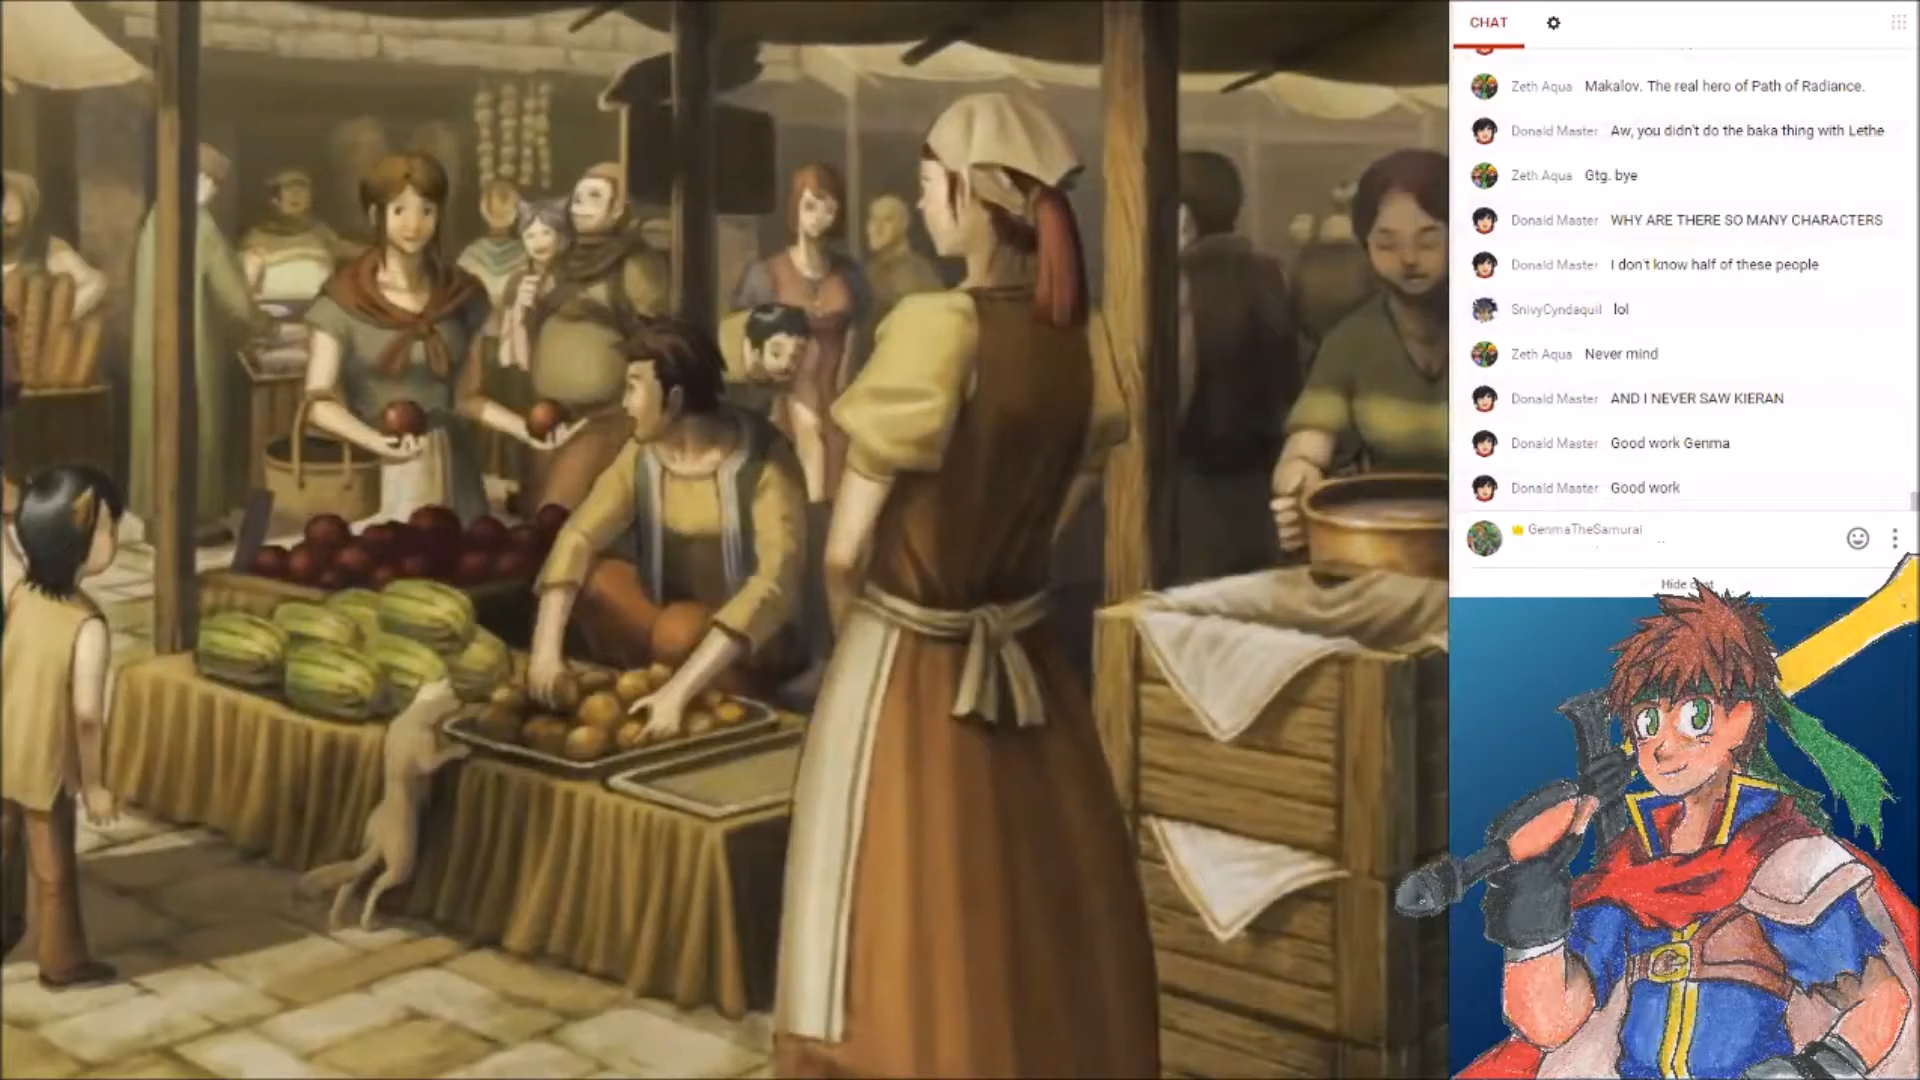 CHAT
Zeth Aqua Makalov. The real hero of Path of Radiance.
Donald Master Aw, you didn't do the baka thing with Lethe
Zeth Aqua Gtg. bye
Donald Master WHY ARE THERE SO MANY CHARACTERS
Donald Master I don't know half of these people
SnivyCyndaquil lol
Zeth Aqua Never mind
Donald Master AND I NEVER SAW KIERAN
Donald Master Good work Genma
Donald Master Good work
GenmaTheSamurai
Hide